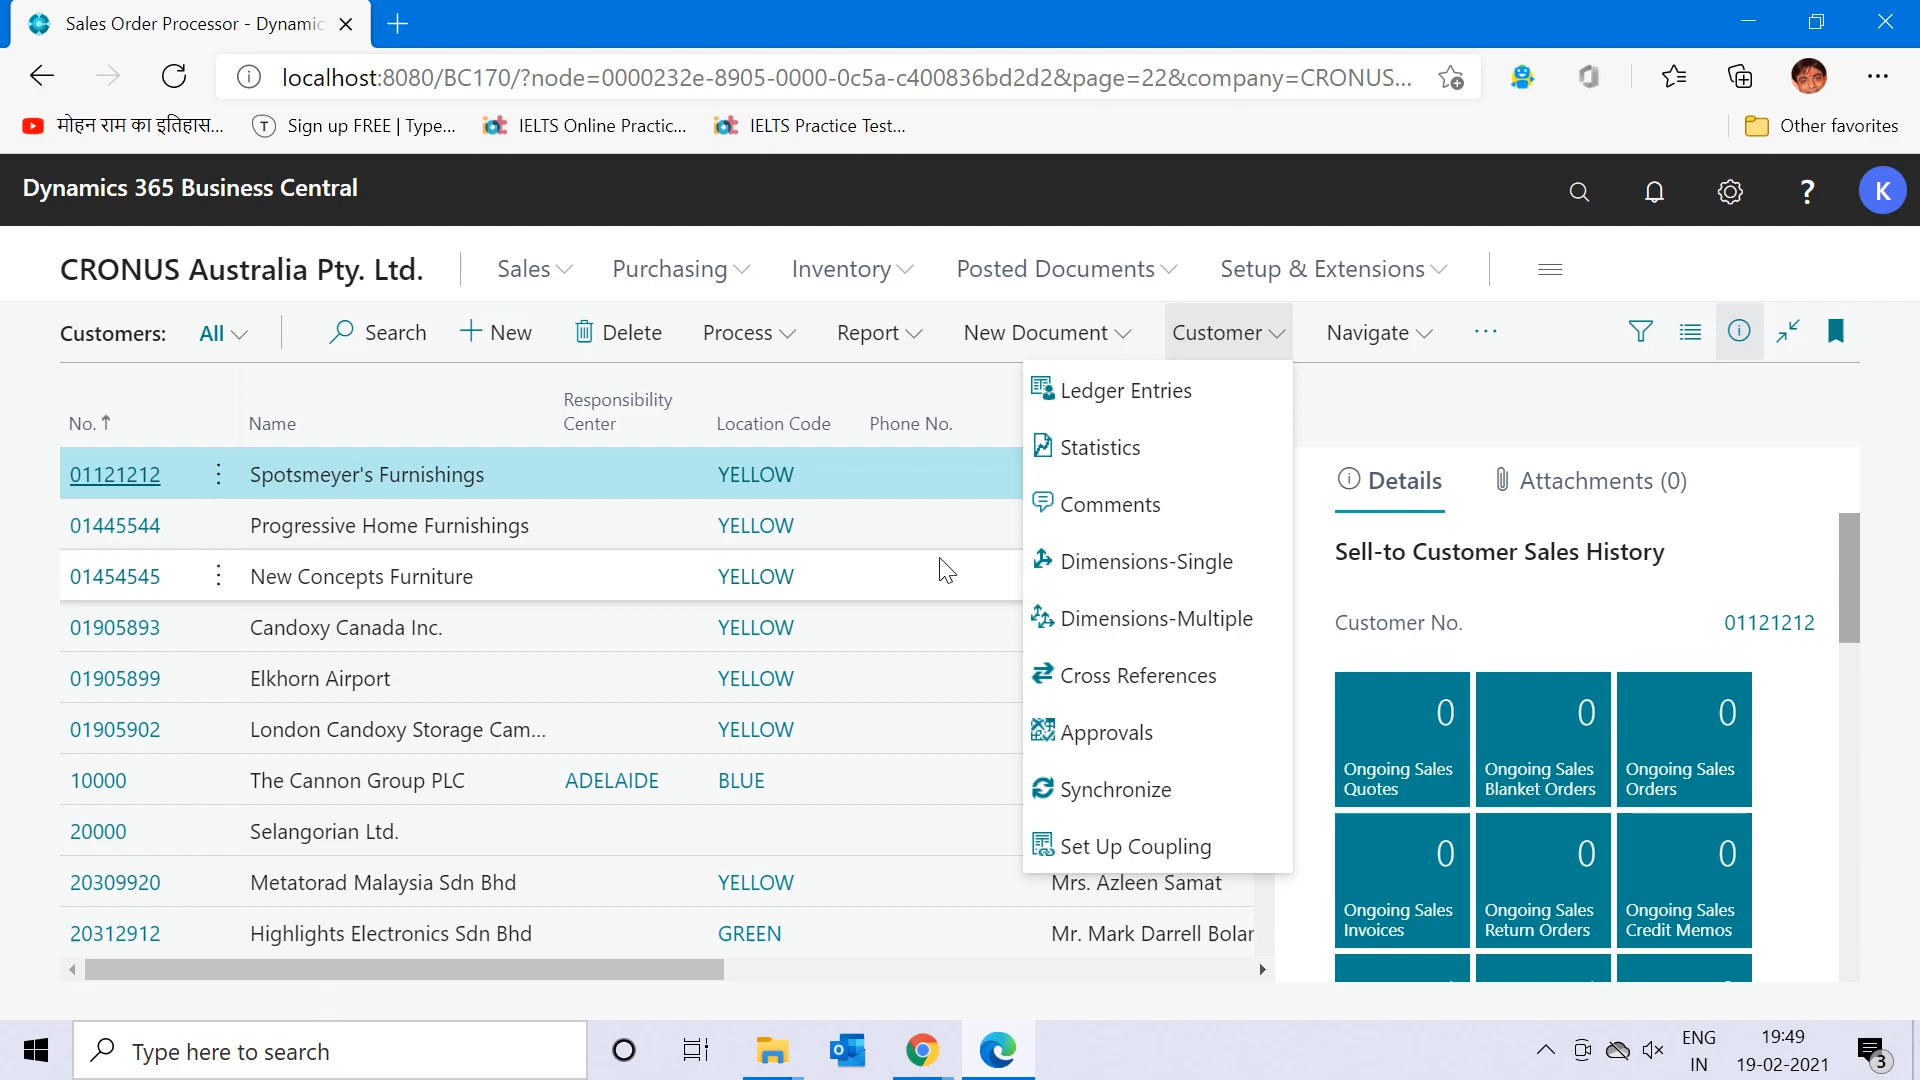 Sales Order Processor - Dynamic
localhost:8080/BC170/?node=0000232e-8905-0000-0c5a-c400836bd2d2&page=22&company=CRONUS...
मोहन राम का इतिहास...
Sign up FREE | Type...
IELTS Online Practic...
IELTS Practice Test...
Other favorites
Dynamics 365 Business Central
?
K
CRONUS Australia Pty. Ltd.
Sales
Purchasing
Inventory
Posted Documents
Setup & Extensions
Customers:
All
Search
New
Delete
Process
Report
New Document
Customer
Navigate
No.
Name
Responsibility
Center
Location Code
Phone No.
01121212
Spotsmeyer's Furnishings
YELLOW
01445544
Progressive Home Furnishings
YELLOW
01454545
New Concepts Furniture
YELLOW
01905893
Candoxy Canada Inc.
YELLOW
01905899
Elkhorn Airport
YELLOW
01905902
London Candoxy Storage Cam...
YELLOW
10000
The Cannon Group PLC
ADELAIDE
BLUE
20000
Selangorian Ltd.
20309920
Metatorad Malaysia Sdn Bhd
YELLOW
Mrs. Azleen Samat
20312912
Highlights Electronics Sdn Bhd
GREEN
Mr. Mark Darrell Bolar
Ledger Entries
Statistics
Comments
Dimensions-Single
Dimensions-Multiple
Cross References
Approvals
Synchronize
Set Up Coupling
Details
Attachments (0)
Sell-to Customer Sales History
Customer No.
01121212
0
Ongoing Sales
Quotes
0
Ongoing Sales
Blanket Orders
0
Ongoing Sales
Orders
0
Ongoing Sales
Invoices
0
Ongoing Sales
Return Orders
0
Ongoing Sales
Credit Memos
Type here to search
ENG
IN
19:49
19-02-2021
3